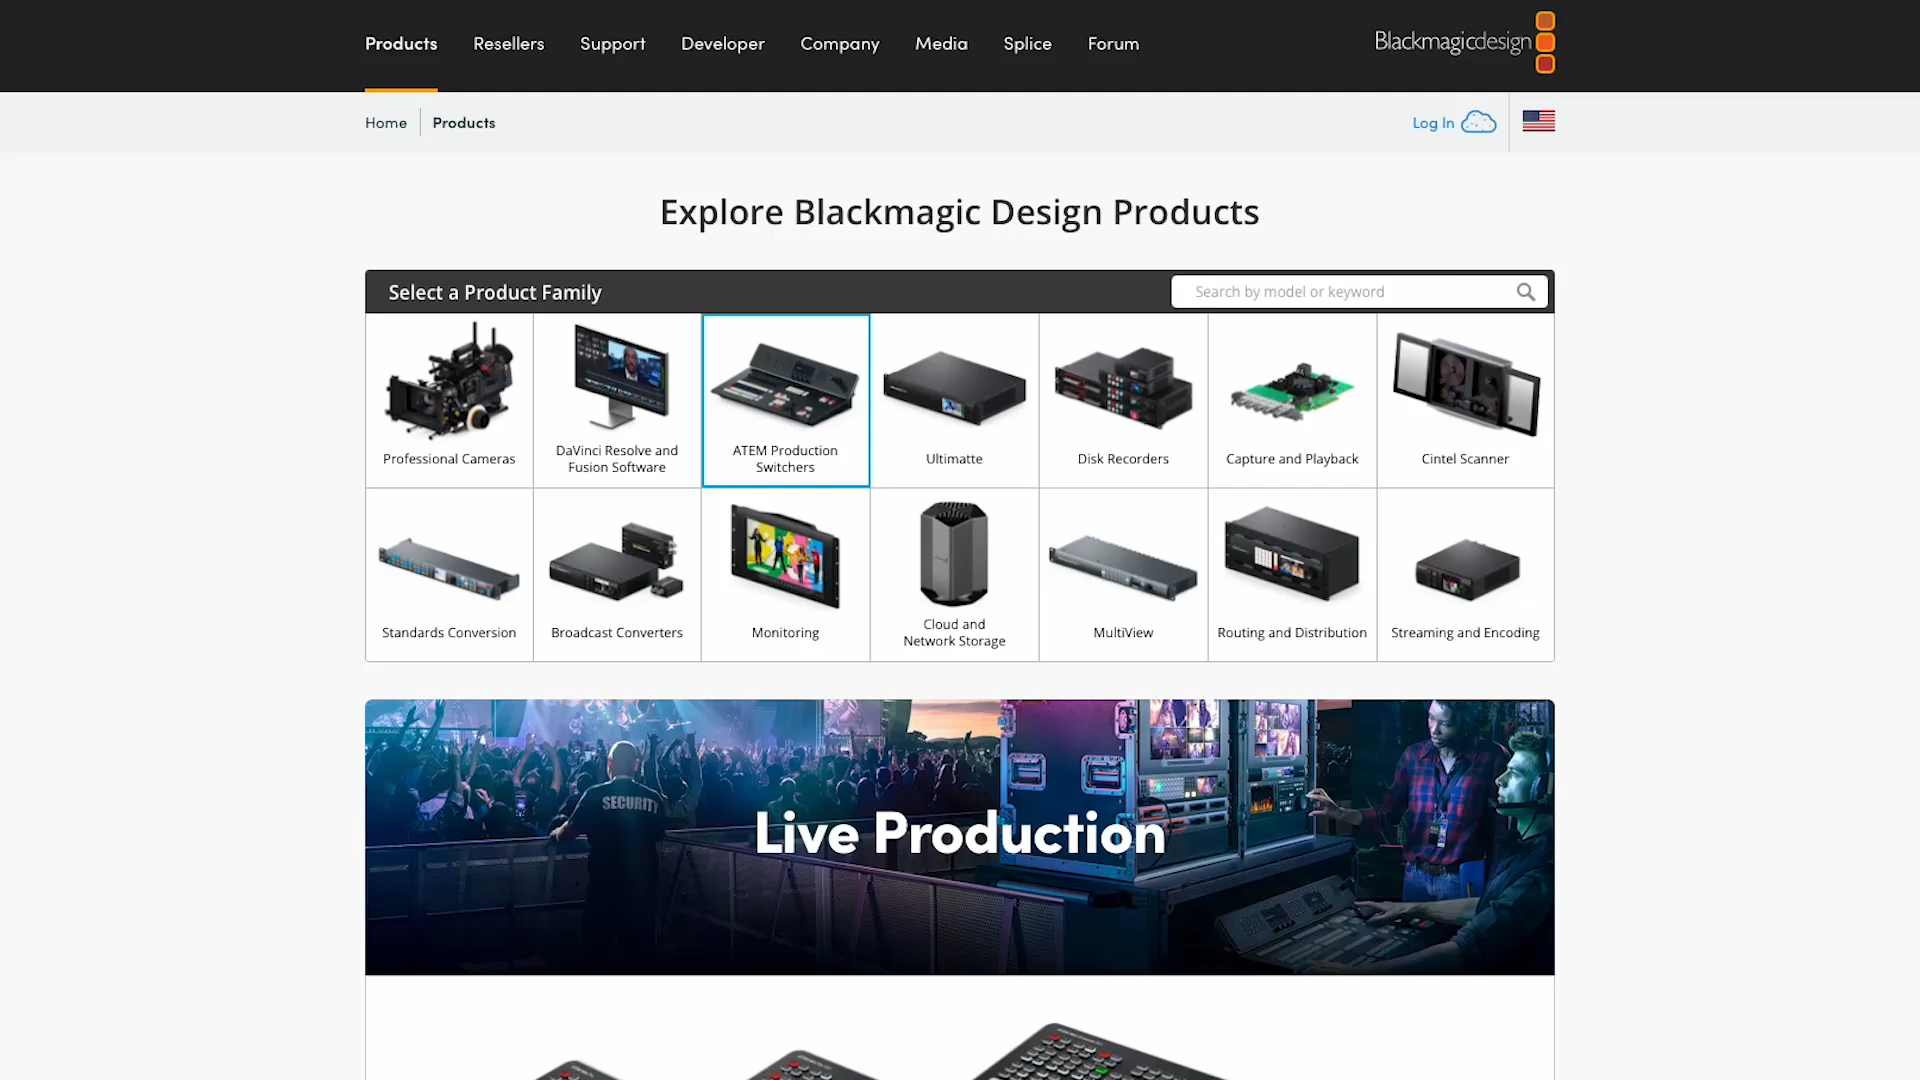 Products
Resellers
Support
Developer
Company
Media
Splice
Forum
Blackmagicdesign
Home
Products
Log In
Explore Blackmagic Design Products
Select a Product Family
Search by model or keyword
Professional Cameras
DaVinci Resolve and
Fusion Software
ATEM Production
Switchers
Ultimatte
Disk Recorders
Capture and Playback
Cintel Scanner
Standards Conversion
Broadcast Converters
Monitoring
Cloud and
Network Storage
MultiView
Routing and Distribution
Streaming and Encoding
SECURITY
Live Production